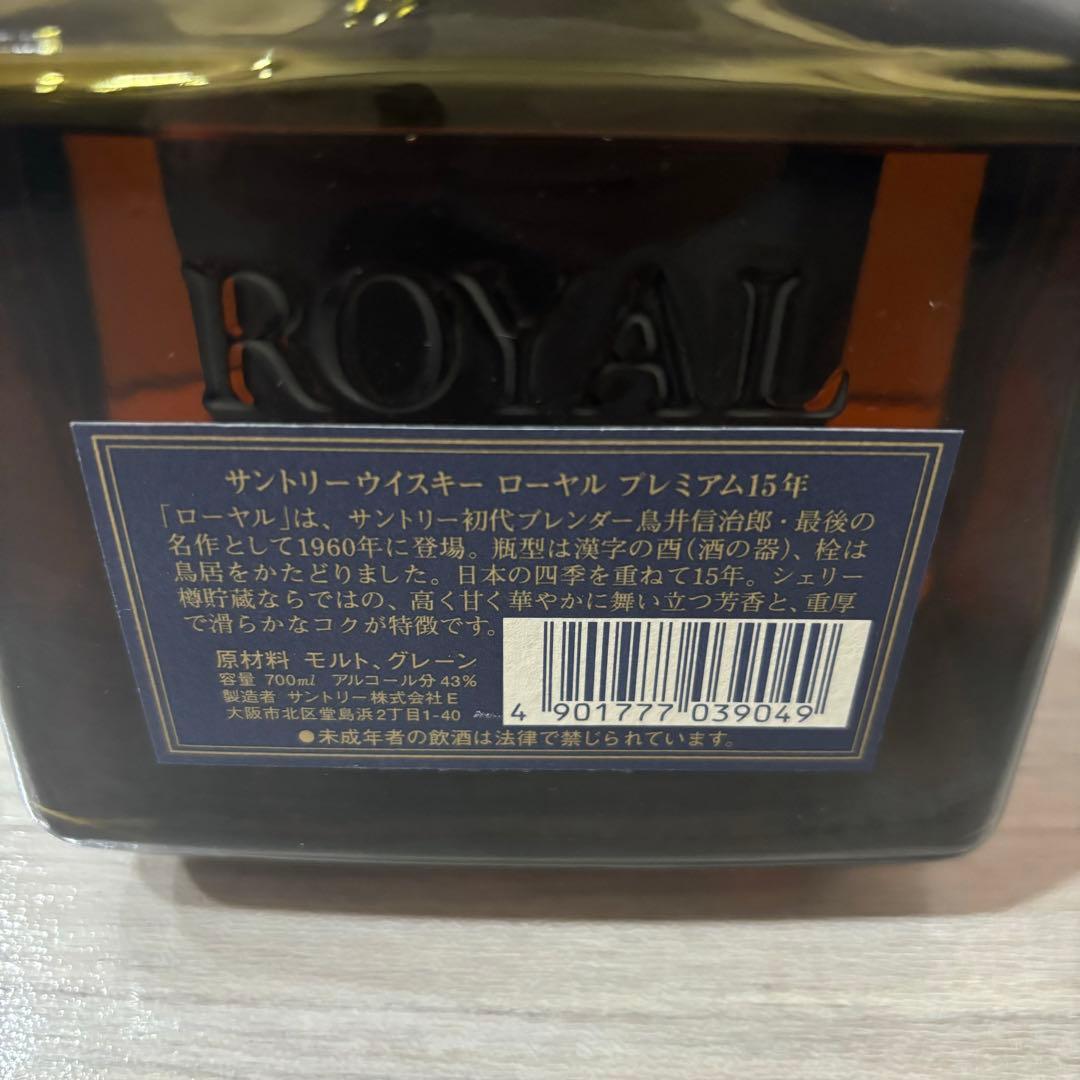 ROYAL
サントリーウイスキー ローヤル プレミアム15年
「ローヤル」は、サントリー初代ブレンダー鳥井信治郎・最後の
名作として1960年に登場。瓶型は漢字の酉(酒の器)、栓は
鳥居をかたどりました。日本の四季を重ねて15年。シェリー
樽貯蔵ならではの、高く甘く華やかに舞い立つ芳香と、重厚
で滑らかなコクが特徴です。
原材料 モルト、グレーン
容量 700ml アルコール分43%
製造者 サントリー株式会社E
大阪市北区堂島浜2丁目1-40
4 901777 039049
●未成年者の飲酒は法律で禁じられています。